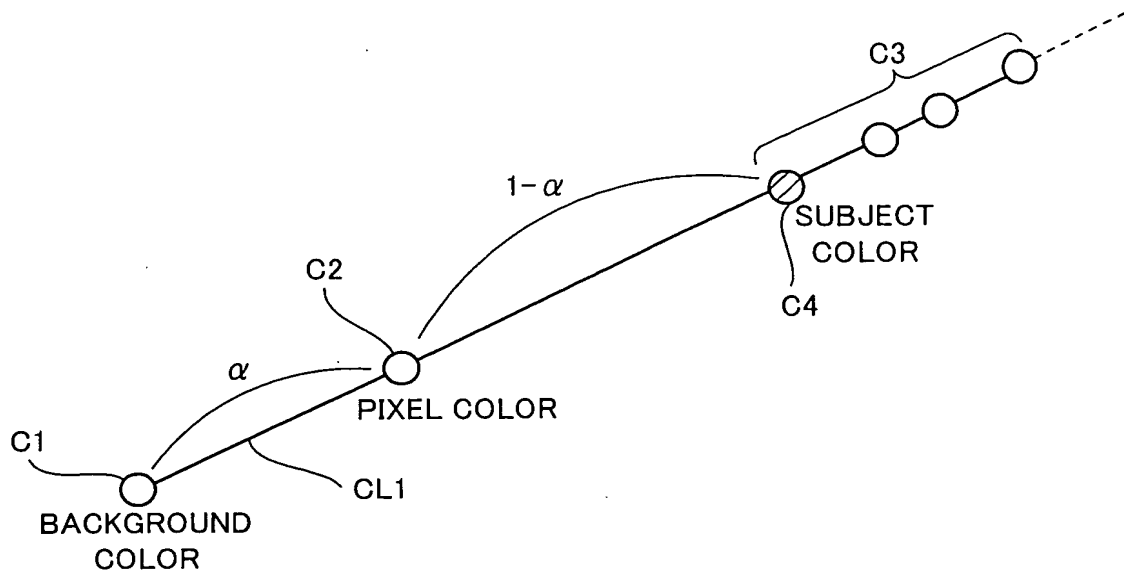 C3
1-α
SUBJECT
COLOR
C2
C4
α
PIXEL COLOR
C1
CL1
BACKGROUND
COLOR